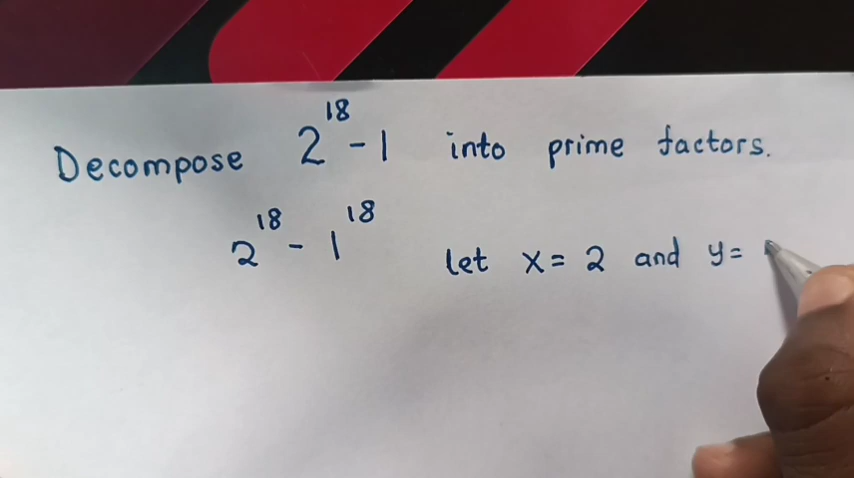 Decompose 2^18 - 1 into prime factors.
2^18 - 1^18 let x = 2 and y =